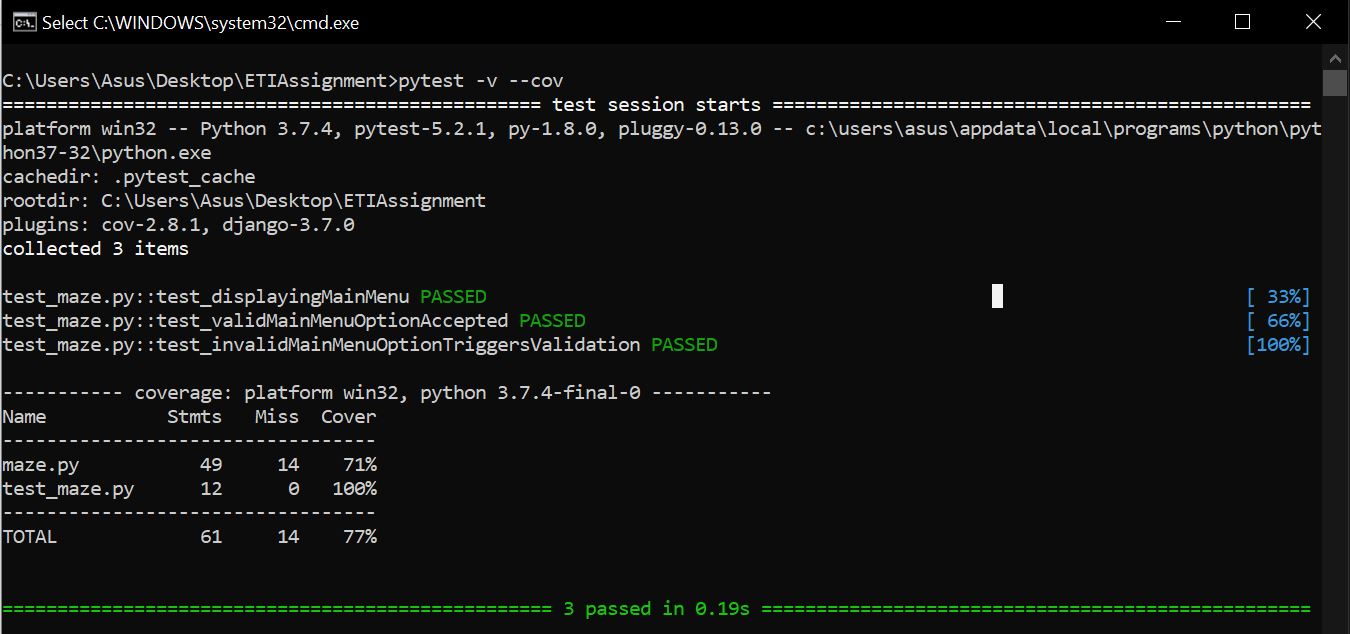 Select C:\WINDOWS\system32\cmd.exe
C:\Users\Asus\Desktop\ETIAssignment>pytest -v --cov
================================================= test session starts =================================================
platform win32 -- Python 3.7.4, pytest-5.2.1, py-1.8.0, pluggy-0.13.0 -- c:\users\asus\appdata\local\programs\python\pyt
hon37-32\python.exe
cachedir: .pytest_cache
rootdir: C:\Users\Asus\Desktop\ETIAssignment
plugins: cov-2.8.1, django-3.7.0
collected 3 items
test_maze.py::test_displayingMainMenu PASSED [ 33%]
test_maze.py::test_validMainMenuOptionAccepted PASSED [ 66%]
test_maze.py::test_invalidMainMenuOptionTriggersValidation PASSED [100%]
----------- coverage: platform win32, python 3.7.4-final-0 -----------
Name Stmts Miss Cover
----------------------------------
maze.py 49 14 71%
test_maze.py 12 0 100%
----------------------------------
TOTAL 61 14 77%
================================================== 3 passed in 0.19s ==================================================